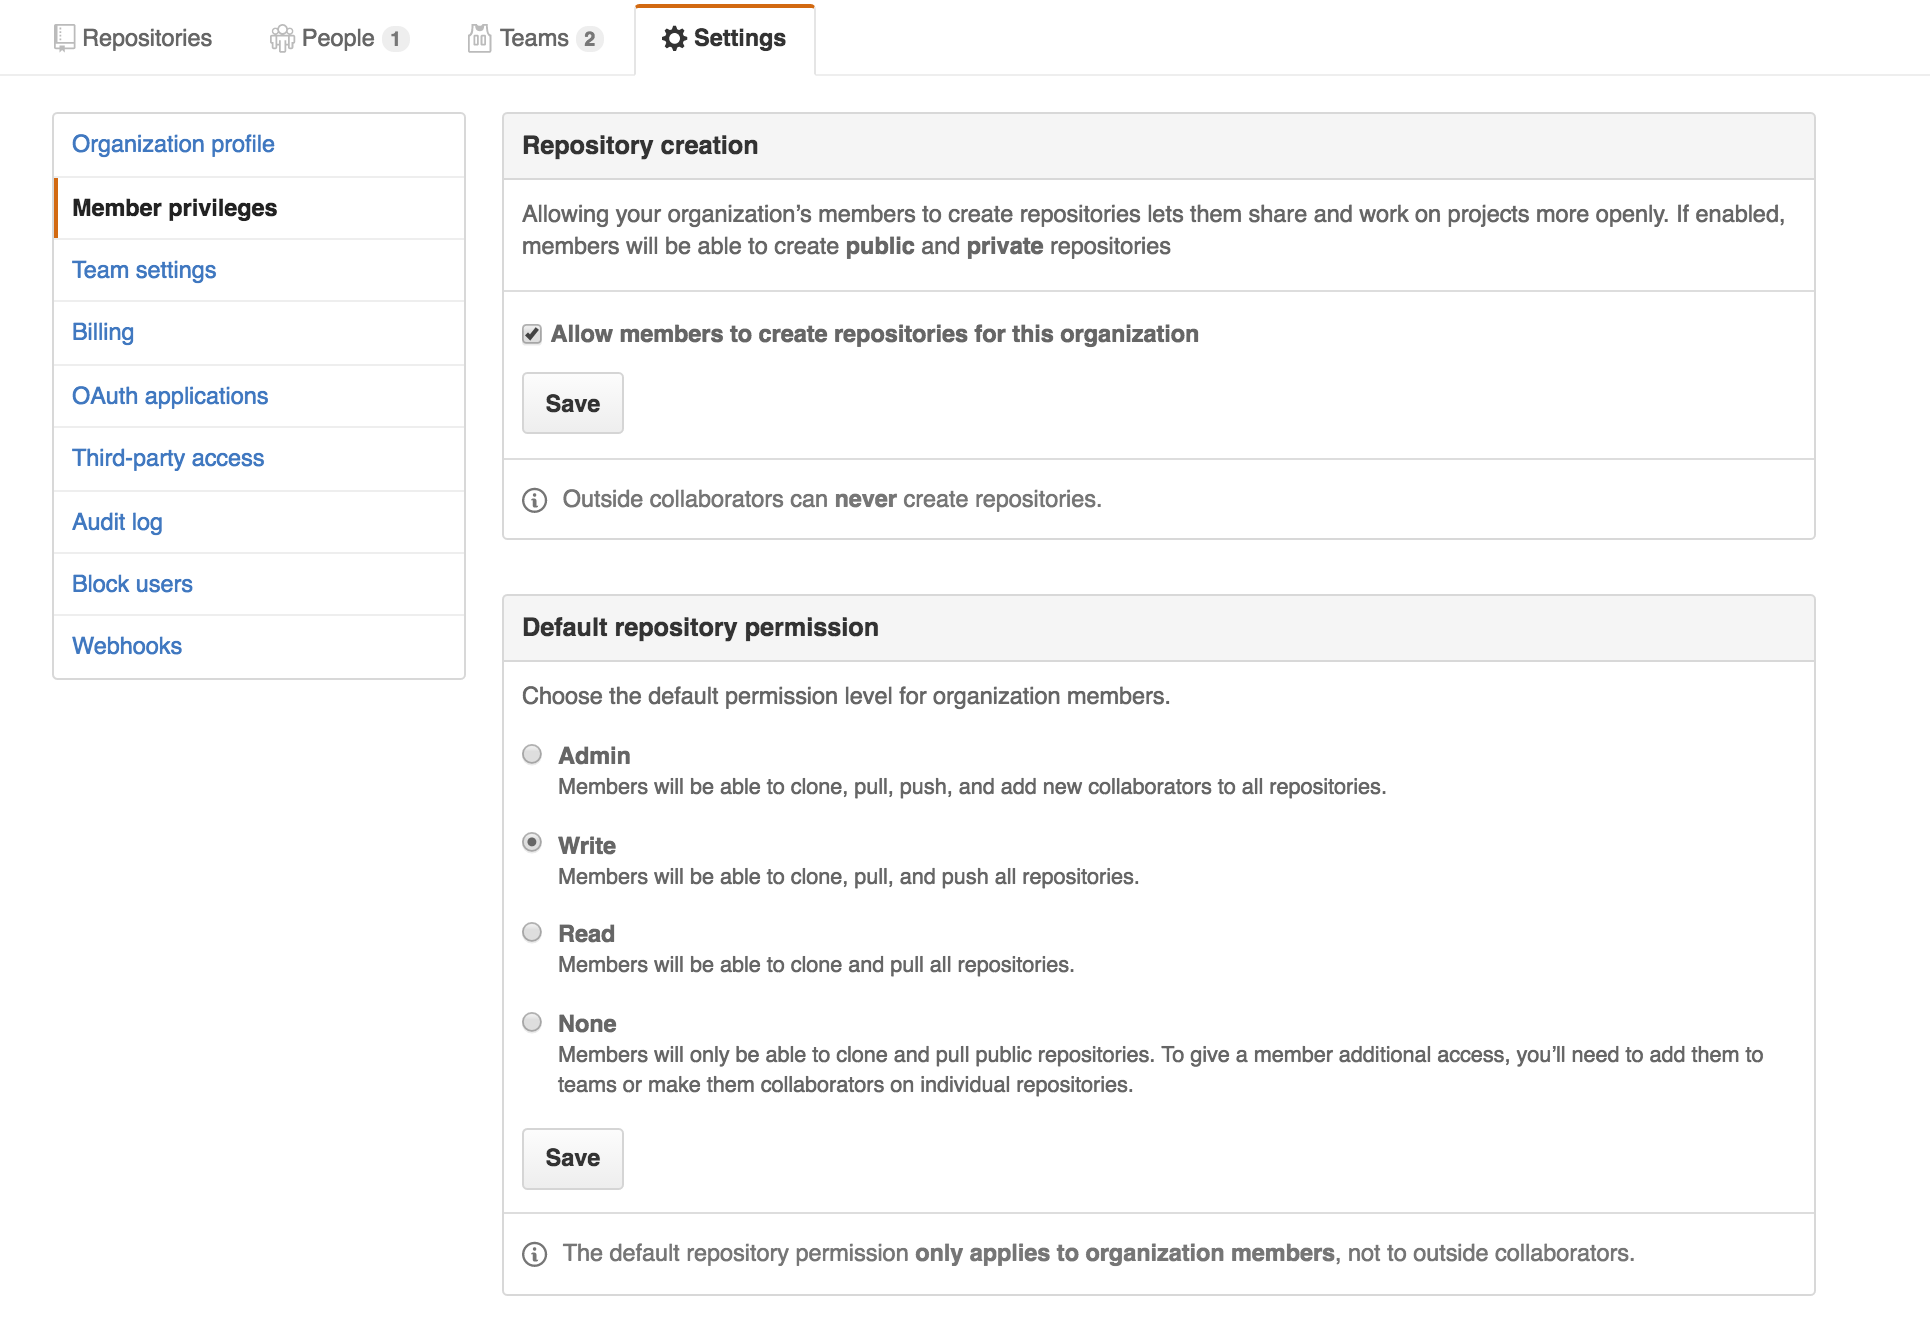 Repositories People 1 Teams 2 Settings
Organization profile
Member privileges
Team settings
Billing
OAuth applications
Third-party access
Audit log
Block users
Webhooks
Repository creation
Allowing your organization’s members to create repositories lets them share and work on projects more openly. If enabled,
members will be able to create public and private repositories
Allow members to create repositories for this organization
Save
Outside collaborators can never create repositories.
Default repository permission
Choose the default permission level for organization members.
Admin
Members will be able to clone, pull, push, and add new collaborators to all repositories.
Write
Members will be able to clone, pull, and push all repositories.
Read
Members will be able to clone and pull all repositories.
None
Members will only be able to clone and pull public repositories. To give a member additional access, you’ll need to add them to
teams or make them collaborators on individual repositories.
Save
The default repository permission only applies to organization members, not to outside collaborators.